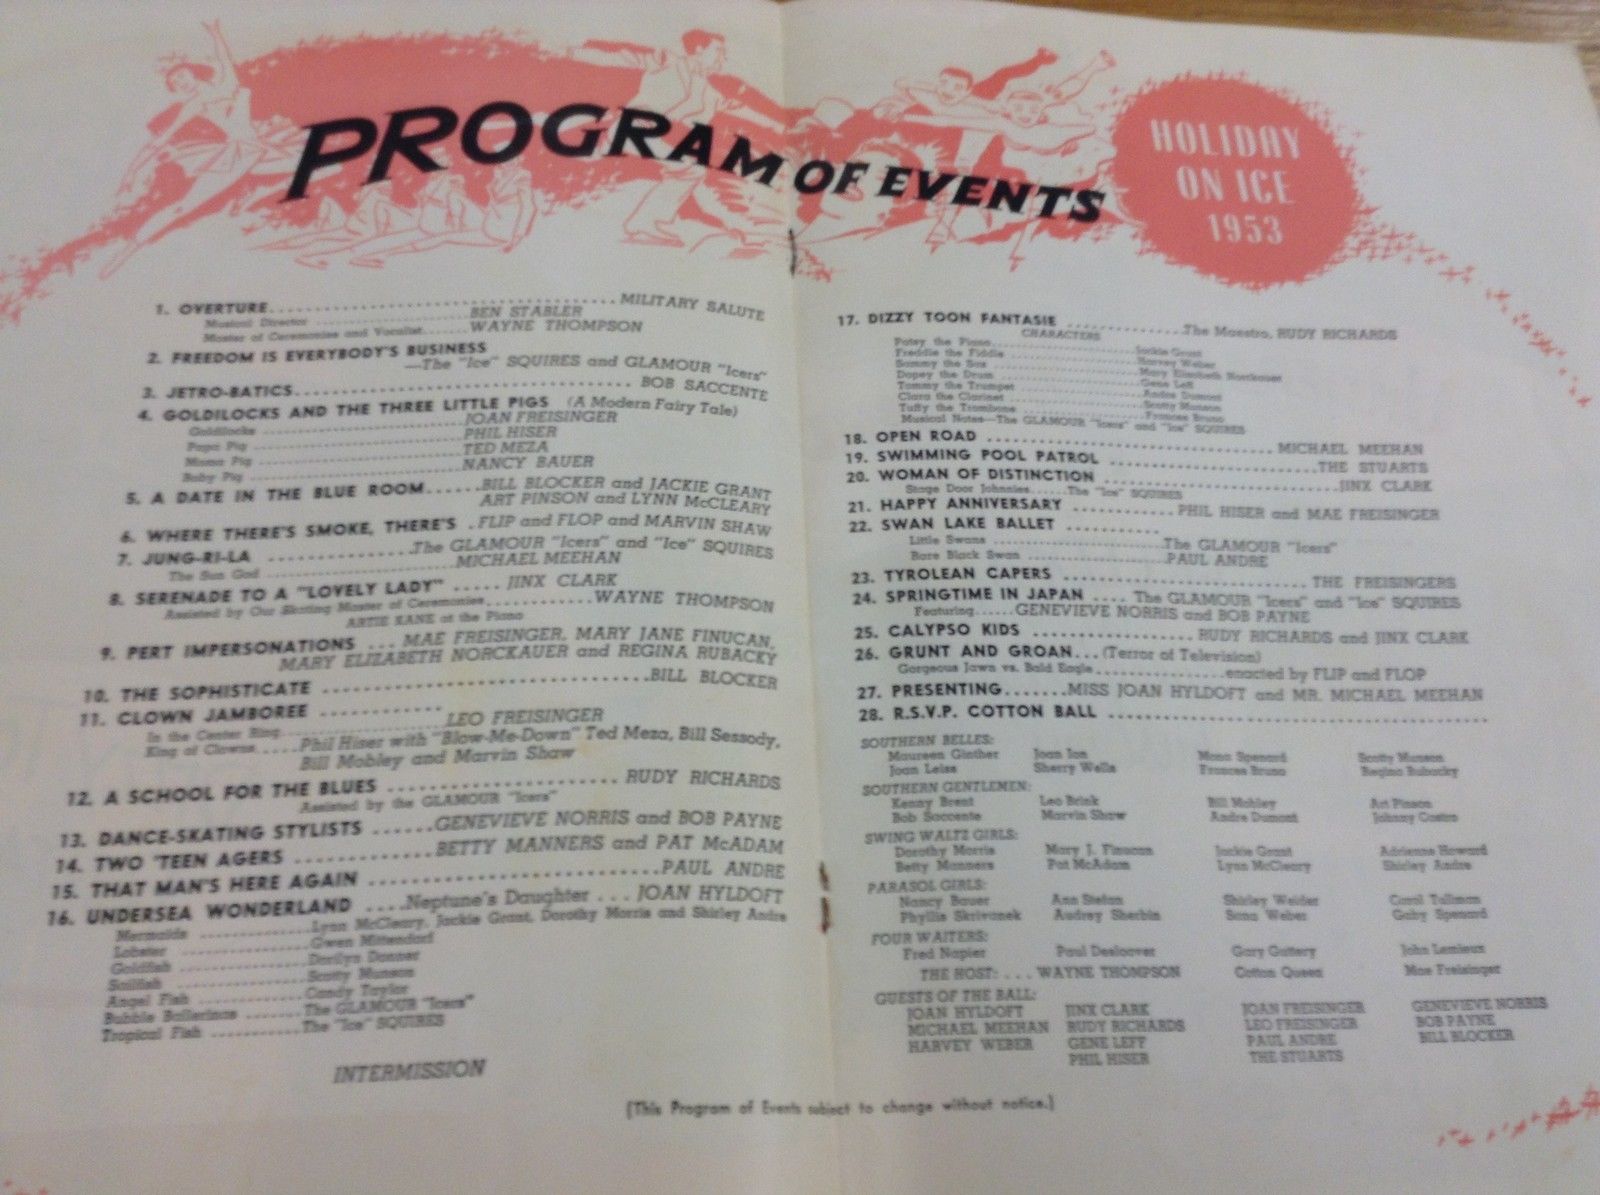 PROGRAM OF EVENTS
HOLIDAY
ON ICE
1953
1. OVERTURE..............................MILITARY SALUTE
Musical Director ..................... BEN STABLER
Master of Ceremonies and Vocalist...... WAYNE THOMPSON
2. FREEDOM IS EVERYBODY'S BUSINESS
—The "Ice" SQUIRES and GLAMOUR "Icers"
3. JETRO-BATICS.............................. BOB SACCENTE
4. GOLDILOCKS AND THE THREE LITTLE PIGS (A Modern Fairy Tale)
Goldilocks ..................... JOAN FREISINGER
Papa Pig ..................... PHIL HISER
Mama Pig ..................... TED MEZA
Baby Pig ..................... NANCY BAUER
5. A DATE IN THE BLUE ROOM......BILL BLOCKER and JACKIE GRANT
ART PINSON and LYNN McCLEARY
6. WHERE THERE'S SMOKE, THERE'S .FLIP and FLOP and MARVIN SHAW
7. JUNG-RI-LA ...............The GLAMOUR "Icers" and "Ice" SQUIRES
The Sun God .....................MICHAEL MEEHAN
8. SERENADE TO A "LOVELY LADY" ..... JINX CLARK
Assisted by Our Skating Master of Ceremonies............WAYNE THOMPSON
ARTIE KANE at the Piano
9. PERT IMPERSONATIONS ... MAE FREISINGER, MARY JANE FINUCAN,
MARY ELIZABETH NORCKAUER and REGINA RUBACKY
10. THE SOPHISTICATE ..............................BILL BLOCKER
11. CLOWN JAMBOREE ............
In the Center Ring.....................LEO FREISINGER
King of Clowns .....Phil Hiser with "Blow-Me-Down" Ted Meza, Bill Sessody,
Bill Mobley and Marvin Shaw
12. A SCHOOL FOR THE BLUES ..................... RUDY RICHARDS
Assisted by the GLAMOUR "Icers"
13. DANCE-SKATING STYLISTS ......GENEVIEVE NORRIS and BOB PAYNE
14. TWO 'TEEN AGERS ............BETTY MANNERS and PAT McADAM
15. THAT MAN'S HERE AGAIN ...........................PAUL ANDRE
16. UNDERSEA WONDERLAND ....Neptune's Daughter ... JOAN HYLDOFT
Mermaids ............Lynn McCleary, Jackie Grant, Dorothy Morris and Shirley Andre
Lobster ...............Gwen Mittendorf
Goldfish ...............Darilyn Danner
Sailfish ...............Scotty Munson
Angel Fish ............Candy Taylor
Bubble Ballerinas .........The GLAMOUR "Icers"
Tropical Fish ............The "Ice" SQUIRES
INTERMISSION
17. DIZZY TOON FANTASIE ...............The Maestro, RUDY RICHARDS
CHARACTERS
Patsy the Piano.....................Jackie Grant
Freddie the Fiddle .....................Harvey Weber
Sammy the Sax .....................Mary Elizabeth Norckauer
Dopey the Drum .....................Gene Leff
Tommy the Trumpet .....................Andre Dumont
Clara the Clarinet .....................Scotty Munson
Tuffy the Trombone .....................Frances Bruno
Musical Notes—The GLAMOUR "Icers" and "Ice" SQUIRES
18. OPEN ROAD ..............................MICHAEL MEEHAN
19. SWIMMING POOL PATROL .....................THE STUARTS
20. WOMAN OF DISTINCTION ........................JINX CLARK
Stage Door Johnnies......The "Ice" SQUIRES
21. HAPPY ANNIVERSARY ............PHIL HISER and MAE FREISINGER
22. SWAN LAKE BALLET .........
Little Swans .....................The GLAMOUR "Icers"
Rare Black Swan .....................PAUL ANDRE
23. TYROLEAN CAPERS ........................ THE FREISINGERS
24. SPRINGTIME IN JAPAN .... The GLAMOUR "Icers" and "Ice" SQUIRES
Featuring......GENEVIEVE NORRIS and BOB PAYNE
25. CALYPSO KIDS ..................RUDY RICHARDS and JINX CLARK
26. GRUNT AND GROAN...(Terror of Television)
Gorgeous Jawn vs. Bald Eagle.....................enacted by FLIP and FLOP
27. PRESENTING.......MISS JOAN HYLDOFT and MR. MICHAEL MEEHAN
28. R.S.V.P. COTTON BALL .......................................
SOUTHERN BELLES:
Maureen Ginther Joan Ion Mona Spenard Scotty Munson
Joan Leiss Sherry Wells Frances Bruno Regina Rubacky
SOUTHERN GENTLEMEN:
Kenny Brent Leo Brink Bill Mobley Art Pinson
Bob Saccente Marvin Shaw Andre Dumont Johnny Castro
SWING WALTZ GIRLS:
Dorothy Morris Mary J. Finucan Jackie Grant Adrienne Howard
Betty Manners Pat McAdam Lynn McCleary Shirley Andre
PARASOL GIRLS:
Nancy Bauer Ann Stefan Shirley Weider Carol Tallman
Phyllis Skrivanek Audrey Sherbin Sana Weber Gaby Spenard
FOUR WAITERS:
Fred Napier Paul Desloover Gary Guttery John Lemieux
THE HOST: ... WAYNE THOMPSON Cotton Queen Mae Freisinger
GUESTS OF THE BALL:
JOAN HYLDOFT JINX CLARK JOAN FREISINGER GENEVIEVE NORRIS
MICHAEL MEEHAN RUDY RICHARDS LEO FREISINGER BOB PAYNE
HARVEY WEBER GENE LEFF PAUL ANDRE BILL BLOCKER
PHIL HISER THE STUARTS
(This Program of Events subject to change without notice.)